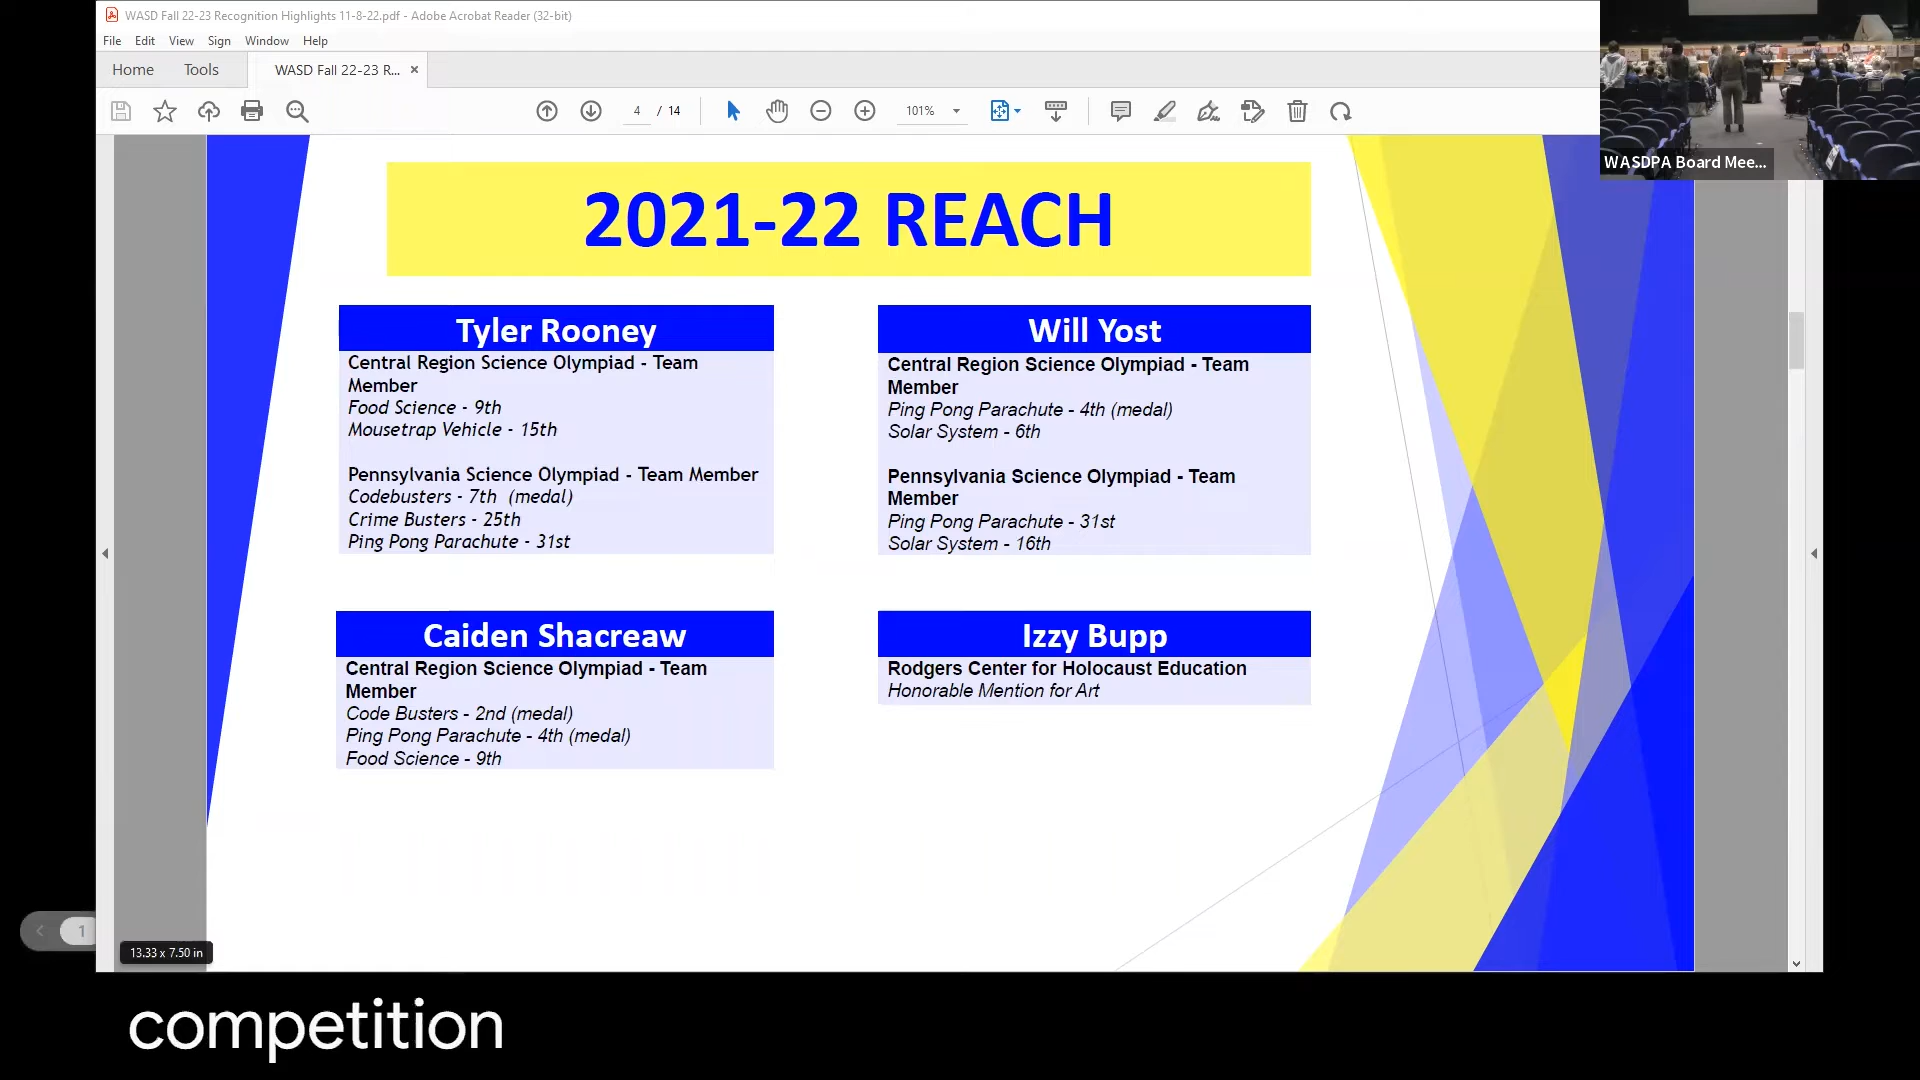 WASD Fall 22-23 Recognition Highlights 11-8-22.pdf - Adobe Acrobat Reader (32-bit)
File Edit View Sign Window Help
Home Tools WASD Fall 22-23 R... ×
4 / 14 101%
WASDPA Board Mee...
2021-22 REACH
Tyler Rooney
Central Region Science Olympiad - Team
Member
Food Science - 9th
Mousetrap Vehicle - 15th
Pennsylvania Science Olympiad - Team Member
Codebusters - 7th (medal)
Crime Busters - 25th
Ping Pong Parachute - 31st
Will Yost
Central Region Science Olympiad - Team
Member
Ping Pong Parachute - 4th (medal)
Solar System - 6th
Pennsylvania Science Olympiad - Team
Member
Ping Pong Parachute - 31st
Solar System - 16th
Caiden Shacreaw
Central Region Science Olympiad - Team
Member
Code Busters - 2nd (medal)
Ping Pong Parachute - 4th (medal)
Food Science - 9th
Izzy Bupp
Rodgers Center for Holocaust Education
Honorable Mention for Art
1
13.33 x 7.50 in
competition